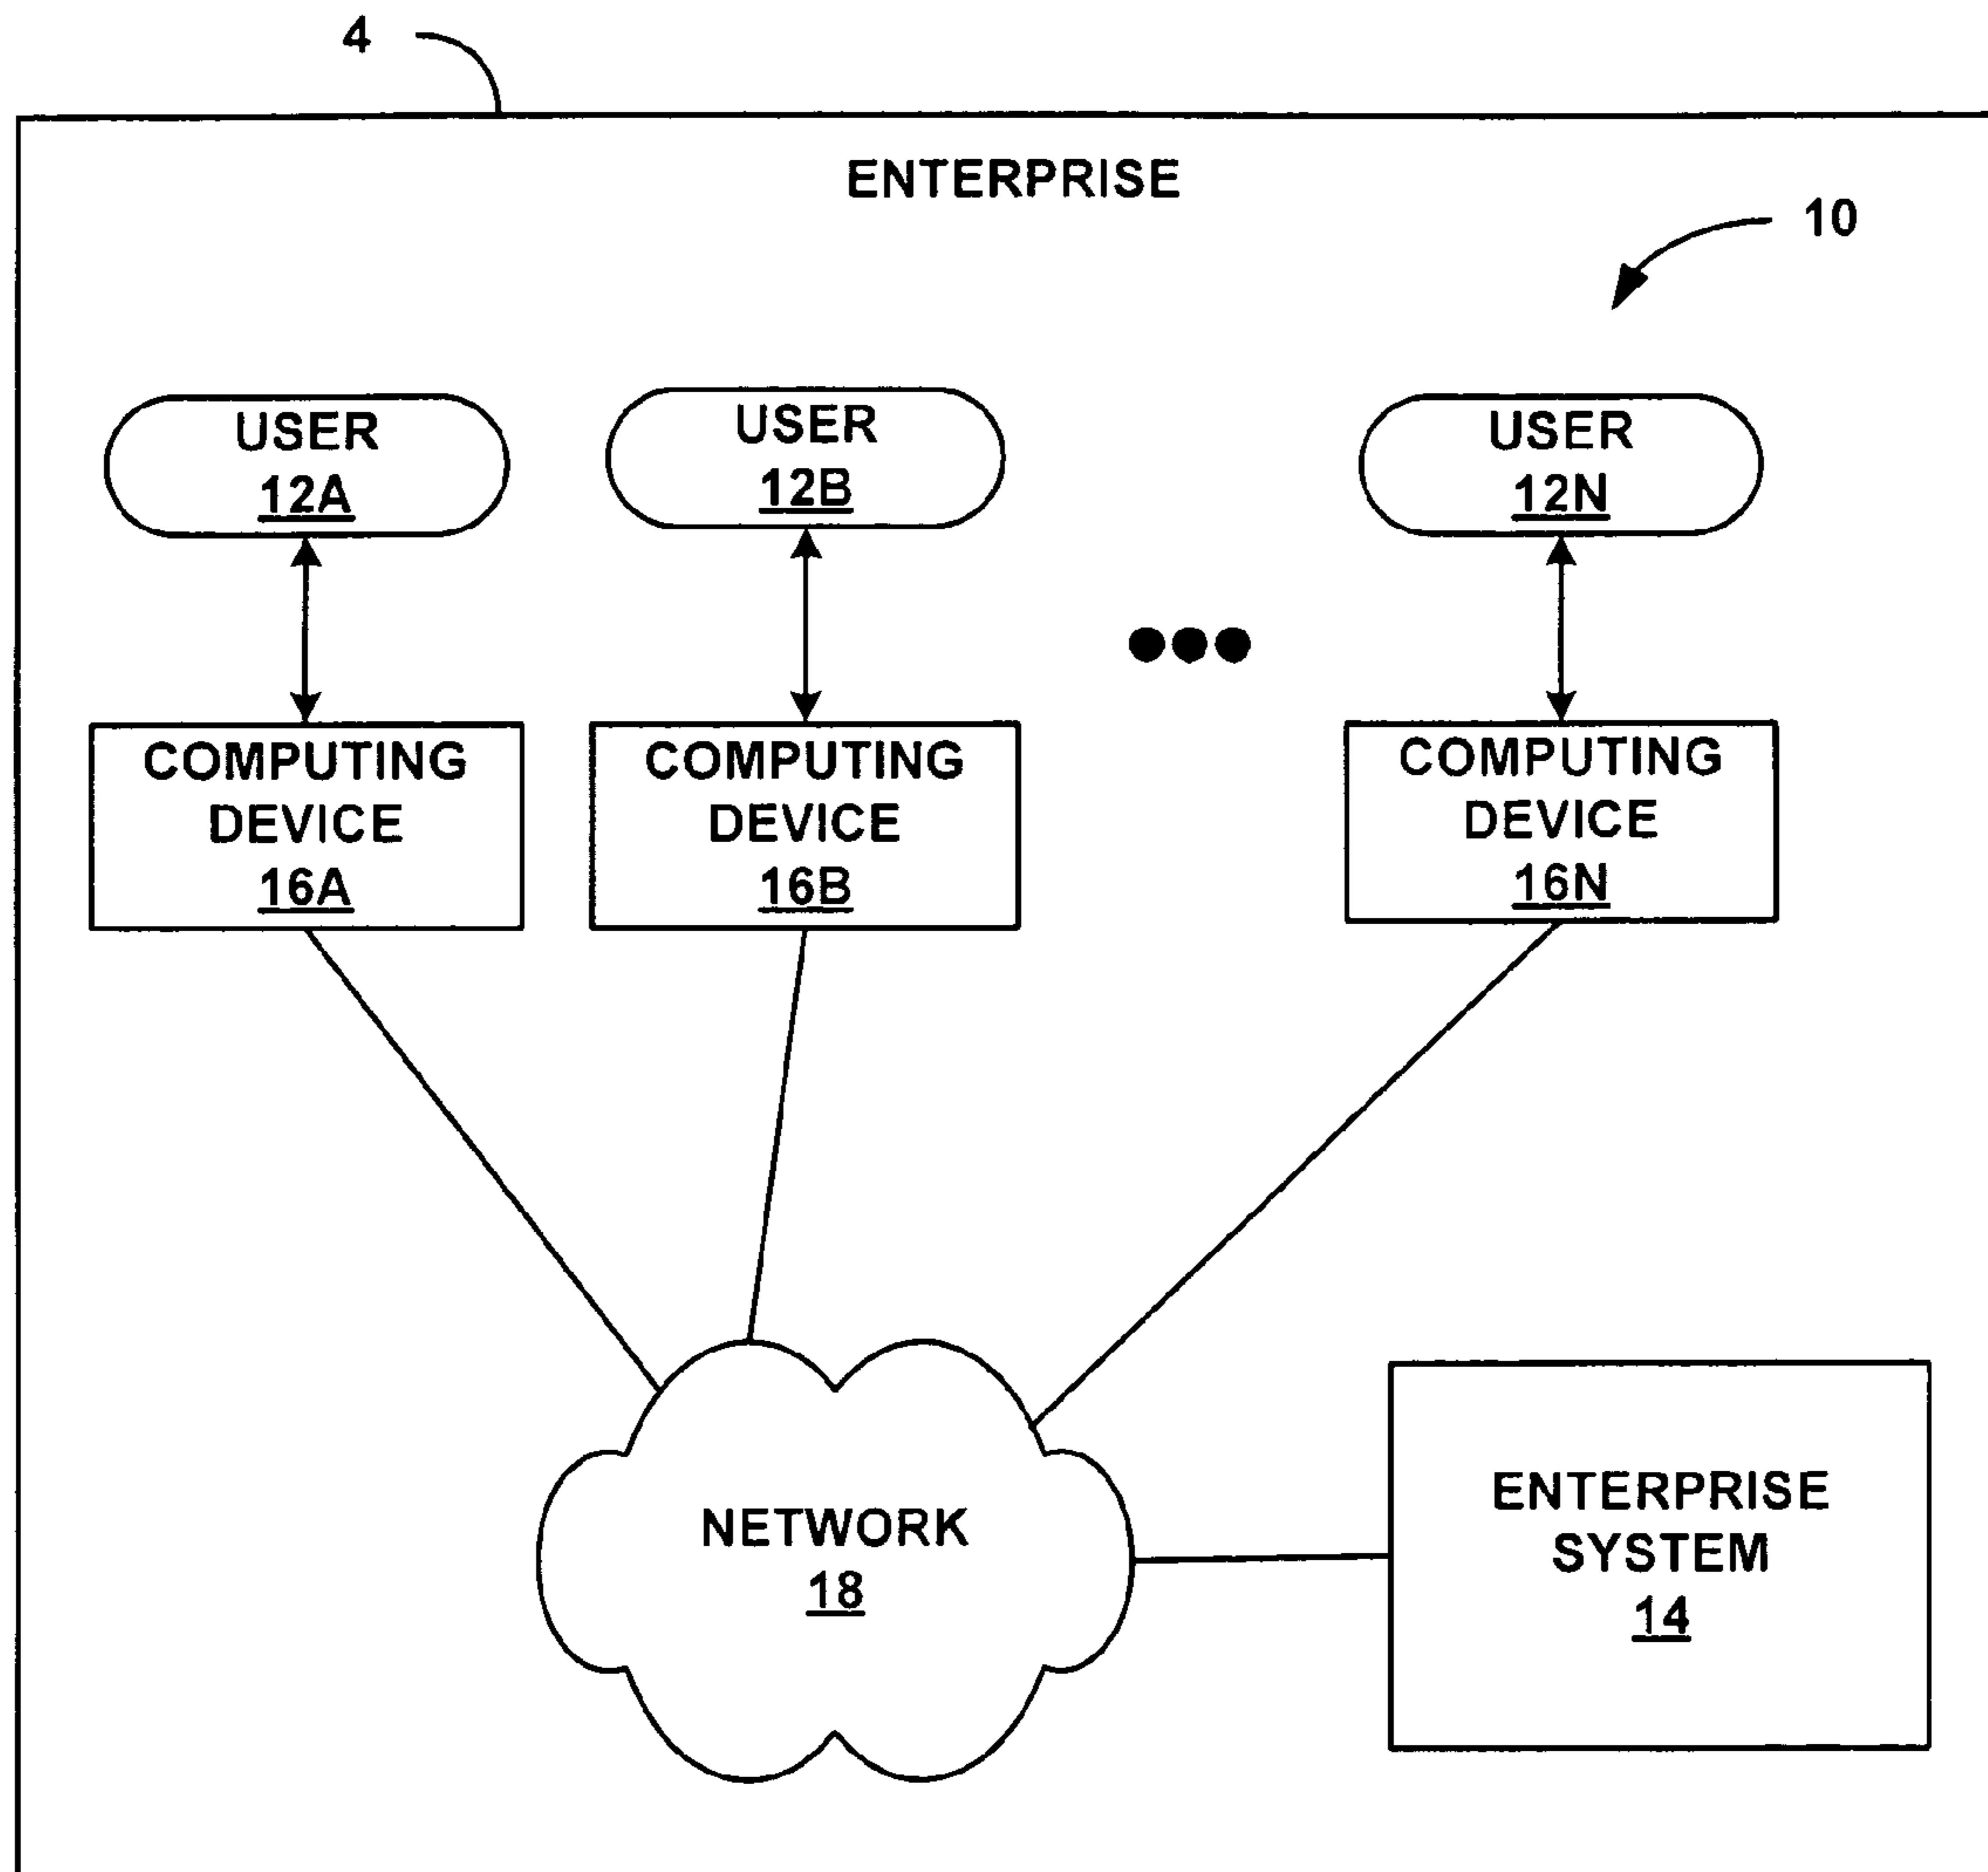 4
ENTERPRISE
10
USER
12A
USER
12B
USER
12N
COMPUTING
DEVICE
16A
COMPUTING
DEVICE
16B
COMPUTING
DEVICE
16N
NETWORK
18
ENTERPRISE
SYSTEM
14